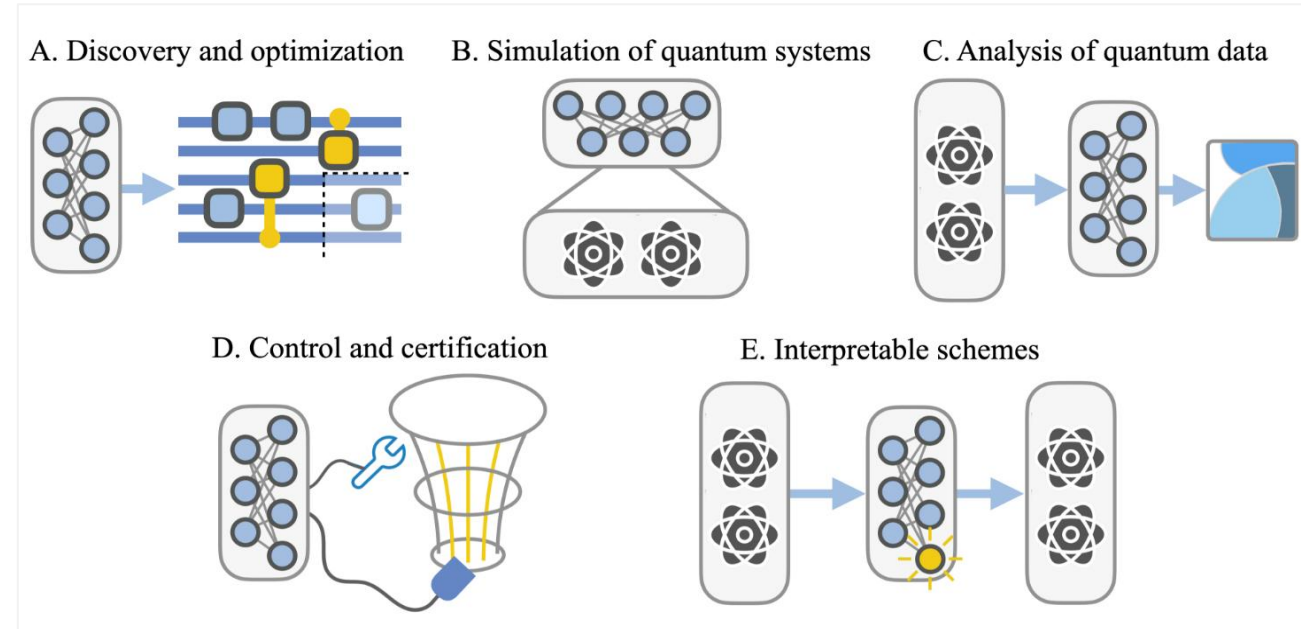 A. Discovery and optimization
B. Simulation of quantum systems
C. Analysis of quantum data
D. Control and certification
E. Interpretable schemes